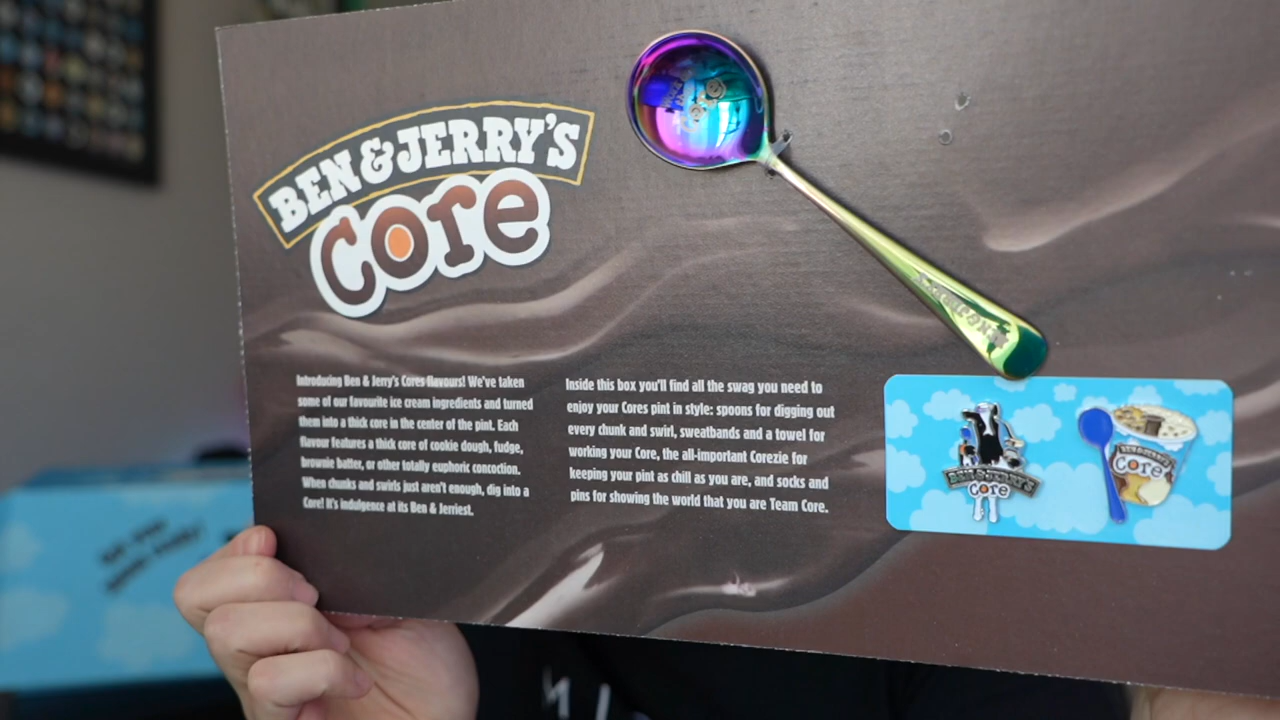 BEN & JERRY'S
Core
Introducing Ben & Jerry's Cores flavours! We've taken
some of our favourite ice cream ingredients and turned
them into a thick core in the center of the pint. Each
flavour features a thick core of cookie dough, fudge,
brownie batter, or other totally euphoric concoction.
When chunks and swirls just aren't enough, dig into a
Core! It's indulgence at its Ben & Jerriest.
Inside this box you'll find all the swag you need to
enjoy your Cores pint in style: spoons for digging out
every chunk and swirl, sweatbands and a towel for
working your Core, the all-important Corezie for
keeping your pint as chill as you are, and socks and
pins for showing the world that you are Team Core.
BEN & JERRY'S
Core
BEN & JERRY'S
Core